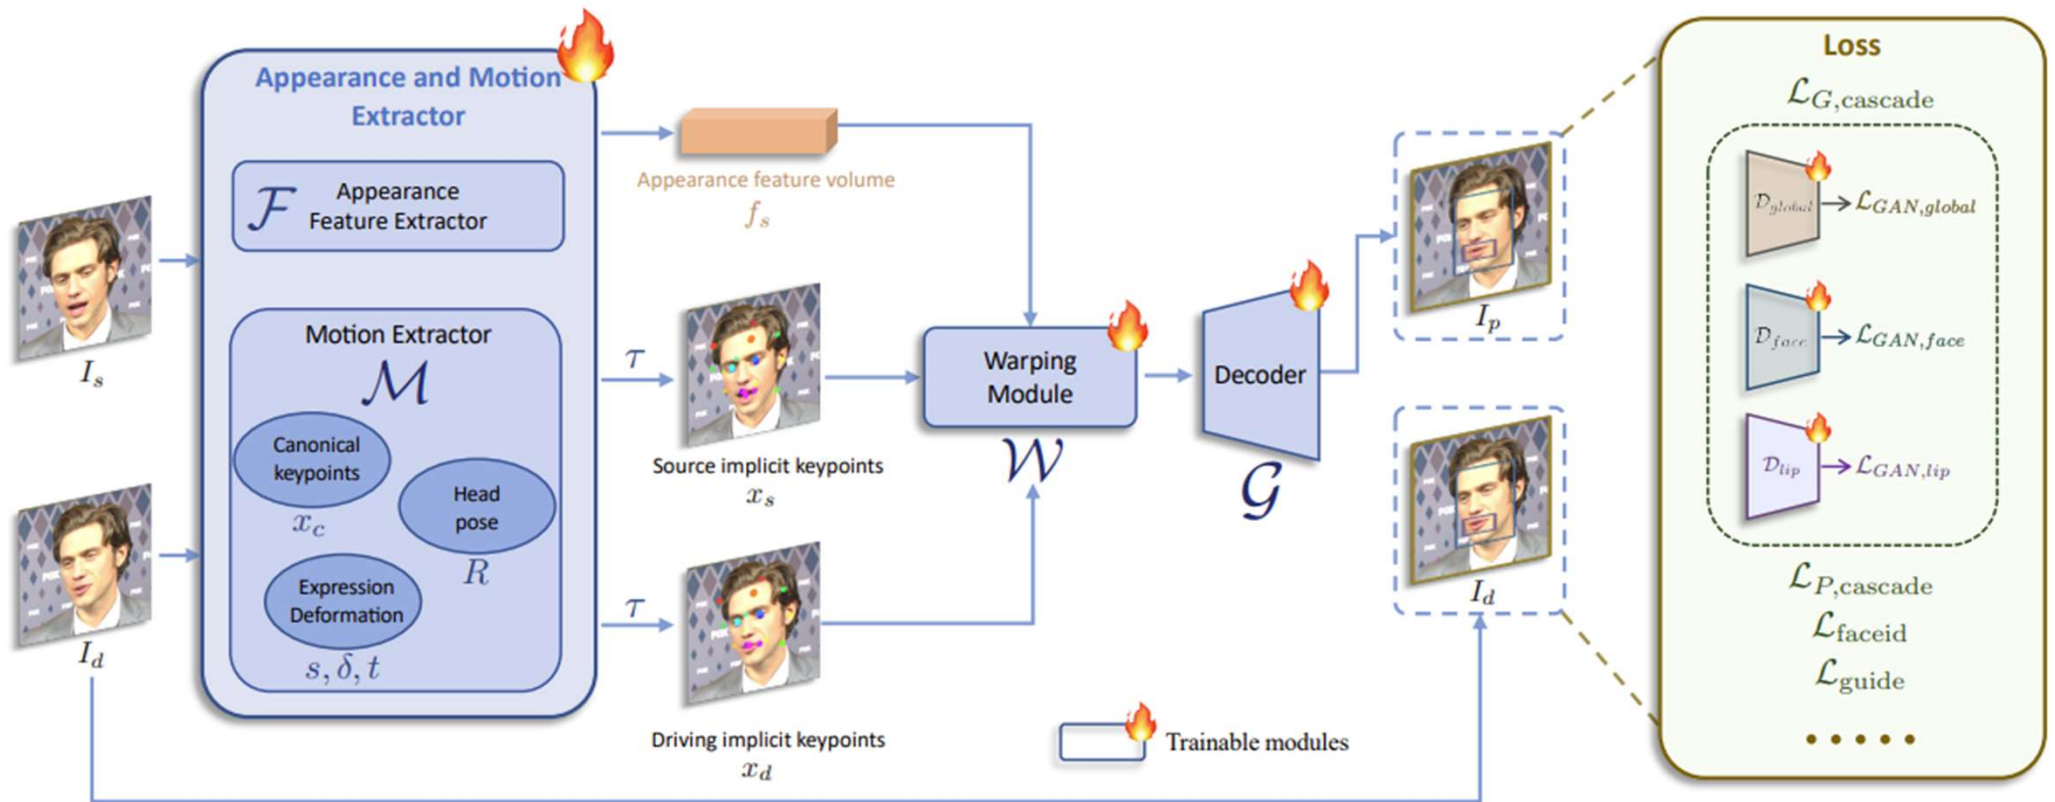 Appearance and Motion
Extractor
ℱ
Appearance
Feature Extractor
Motion Extractor
ℳ
Canonical
keypoints
x_c
Head
pose
R
Expression
Deformation
s, δ, t
I_s
I_d
Appearance feature volume
f_s
τ
Source implicit keypoints
x_s
τ
Driving implicit keypoints
x_d
Warping
Module
𝒲
Decoder
𝒢
I_p
I_d
Trainable modules
Loss
ℒ_G,cascade
𝒟_global
ℒ_GAN,global
𝒟_face
ℒ_GAN,face
𝒟_lip
ℒ_GAN,lip
ℒ_P,cascade
ℒ_faceid
ℒ_guide
.....